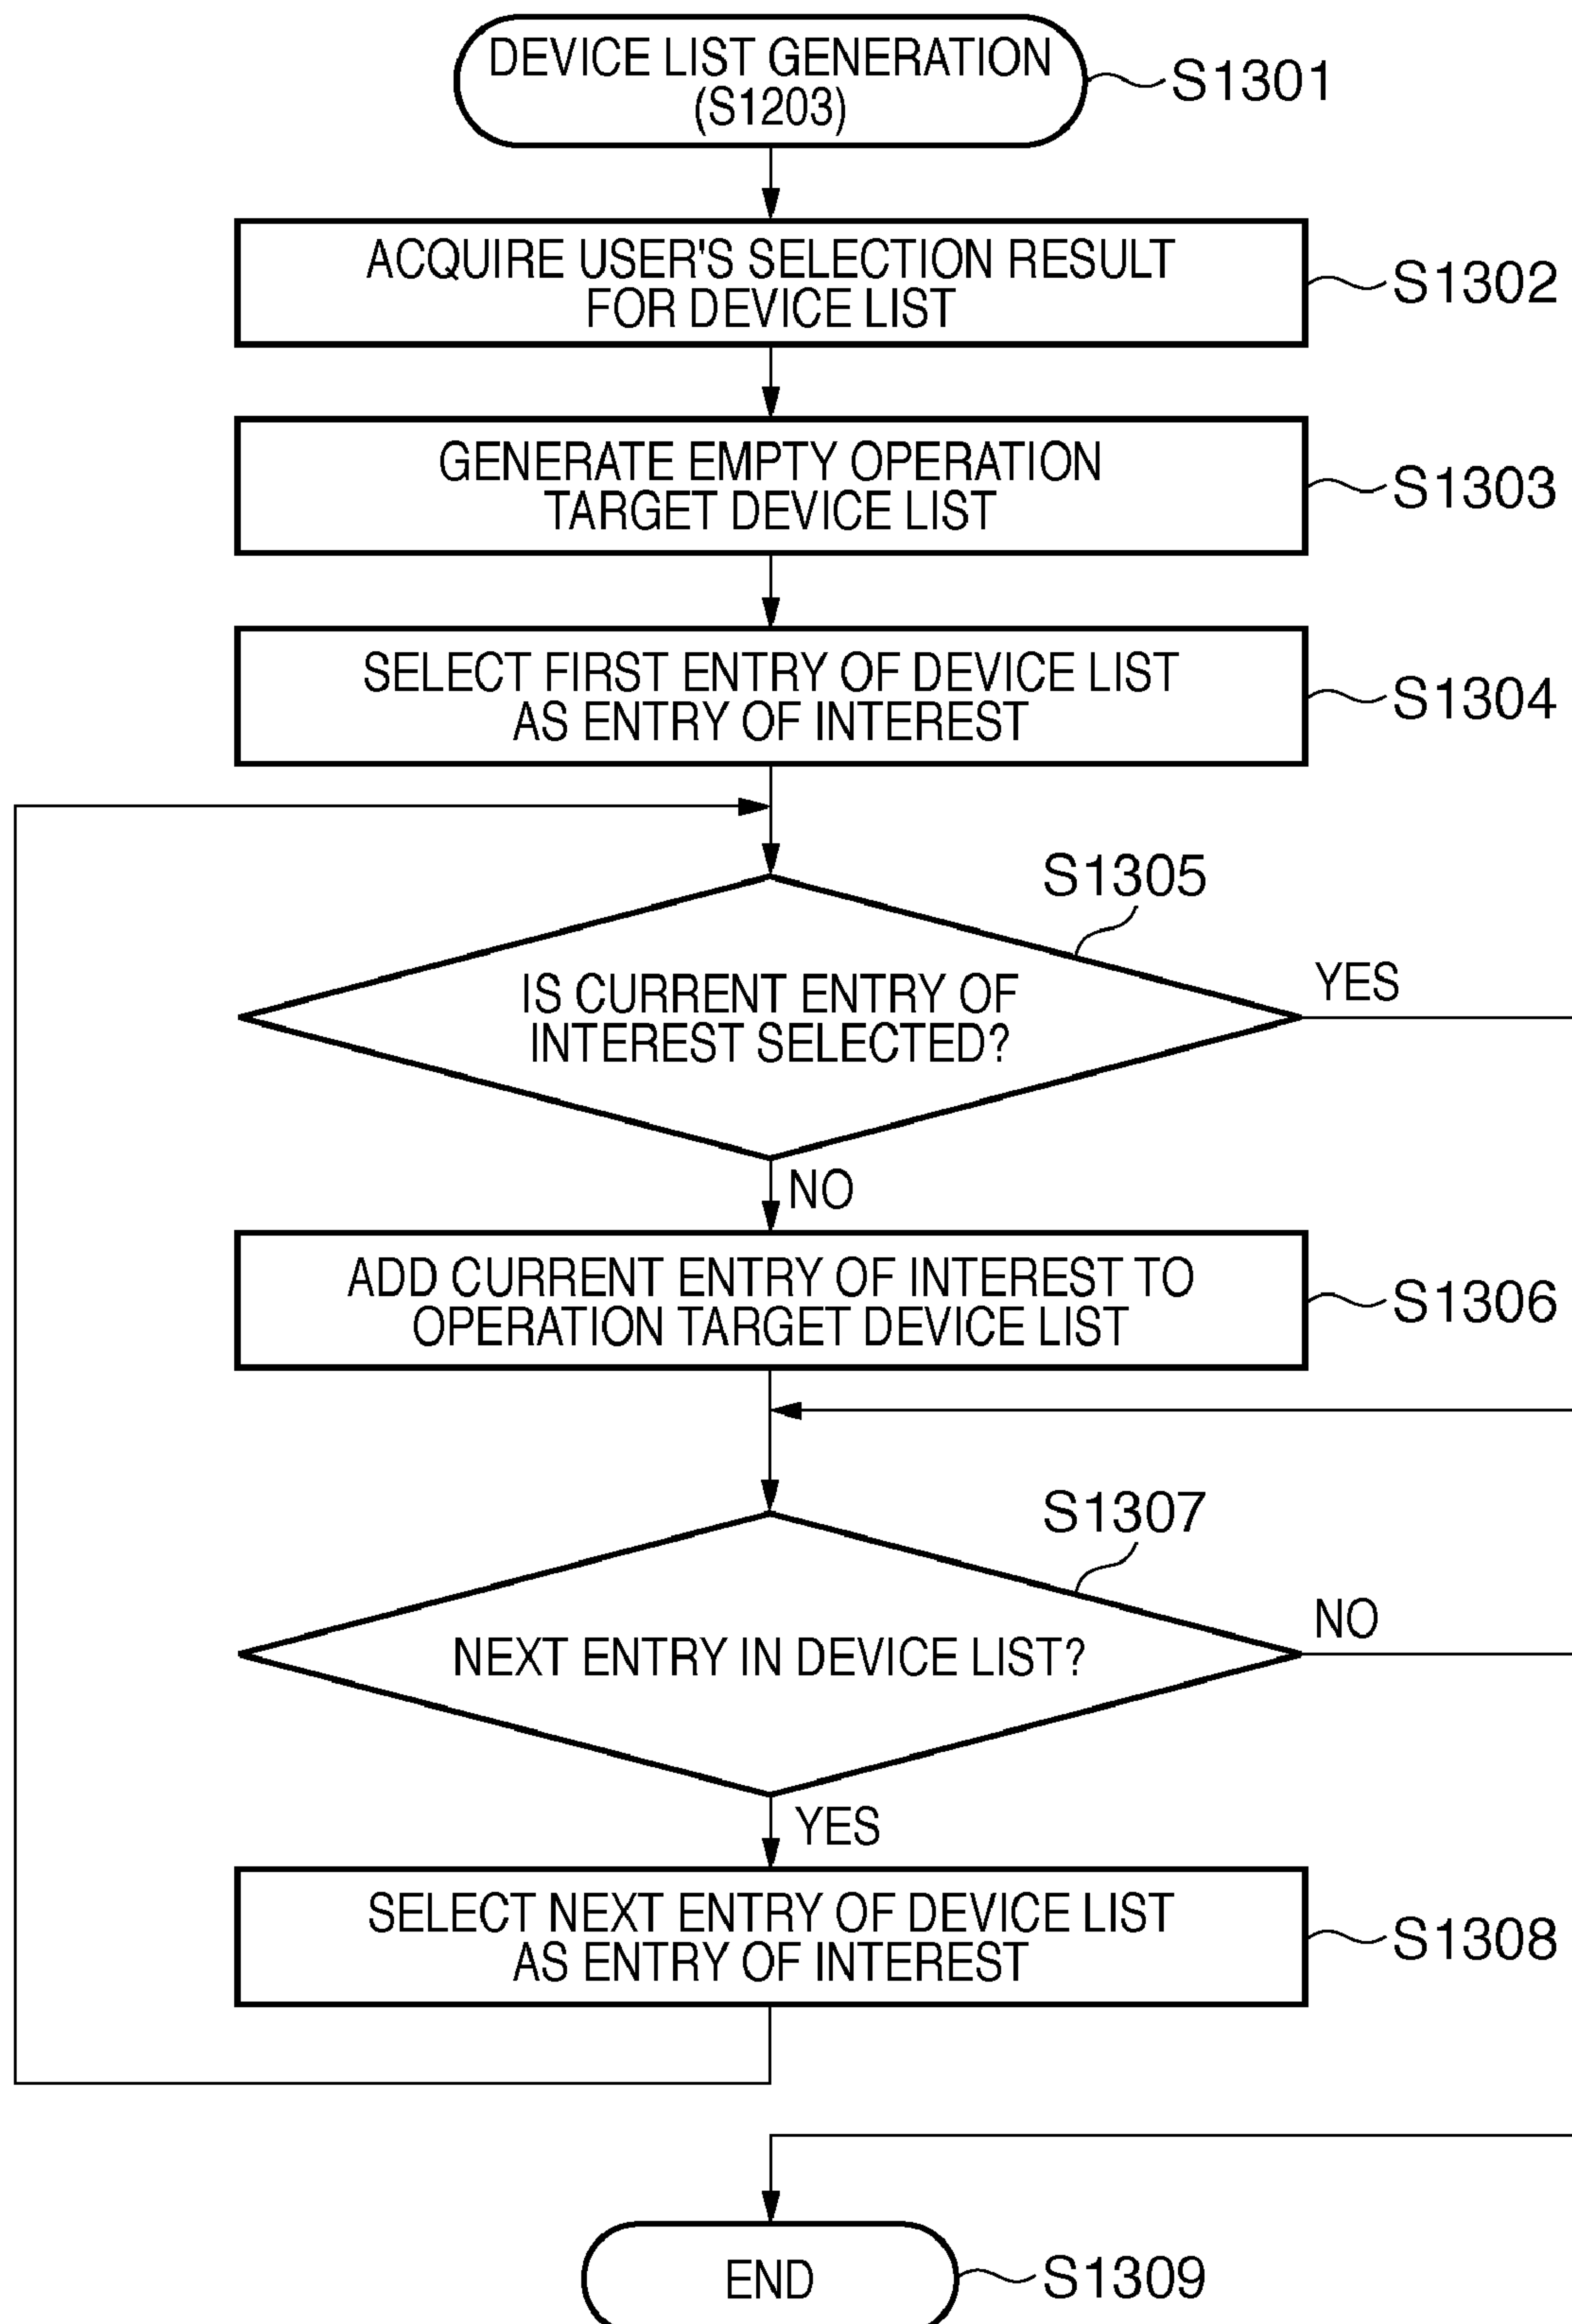 DEVICE LIST GENERATION
(S1203)
S1301
ACQUIRE USER'S SELECTION RESULT
FOR DEVICE LIST
S1302
GENERATE EMPTY OPERATION
TARGET DEVICE LIST
S1303
SELECT FIRST ENTRY OF DEVICE LIST
AS ENTRY OF INTEREST
S1304
S1305
IS CURRENT ENTRY OF
INTEREST SELECTED?
YES
NO
ADD CURRENT ENTRY OF INTEREST TO
OPERATION TARGET DEVICE LIST
S1306
S1307
NEXT ENTRY IN DEVICE LIST?
NO
YES
SELECT NEXT ENTRY OF DEVICE LIST
AS ENTRY OF INTEREST
S1308
END
S1309